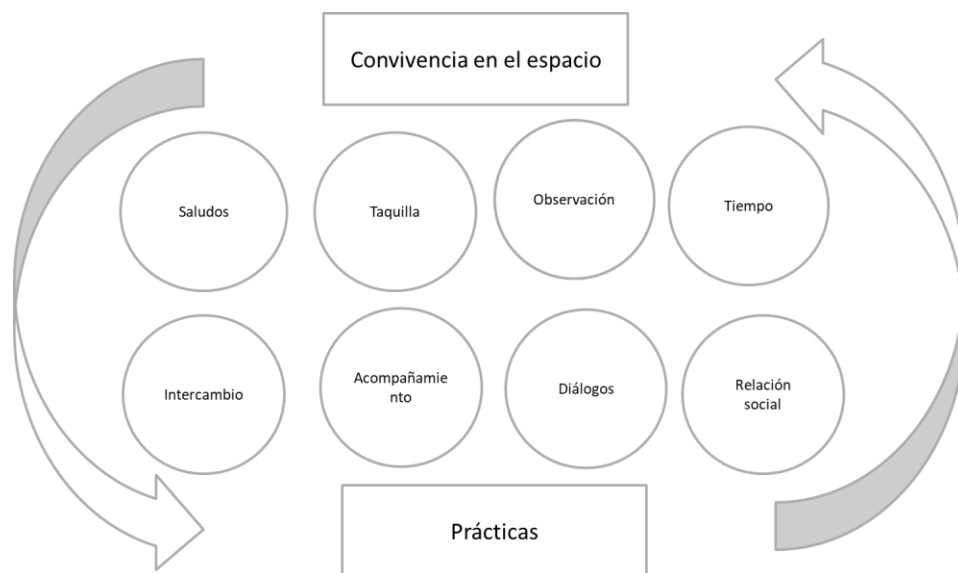 Convivencia en el espacio
Saludos
Taquilla
Observación
Tiempo
Intercambio
Acompañamie
nto
Diálogos
Relación
social
Prácticas